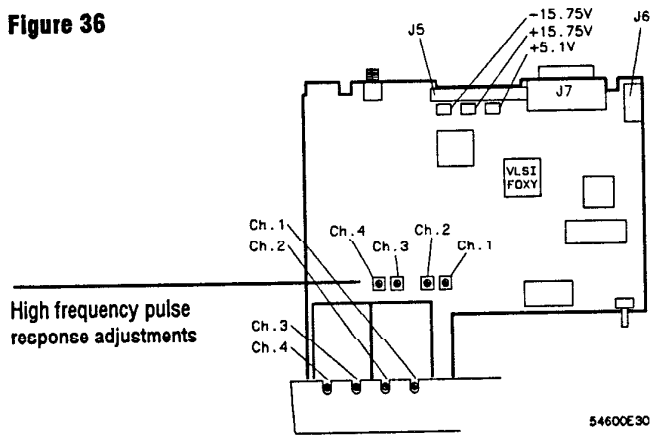 Figure 36
-15.75V
+15.75V
+5.1V
J5
J6
J7
VLSI
FOXY
Ch.1
Ch.2
Ch.4
Ch.3
Ch.2
Ch.1
High frequency pulse
response adjustments
Ch.3
Ch.4
54600E30